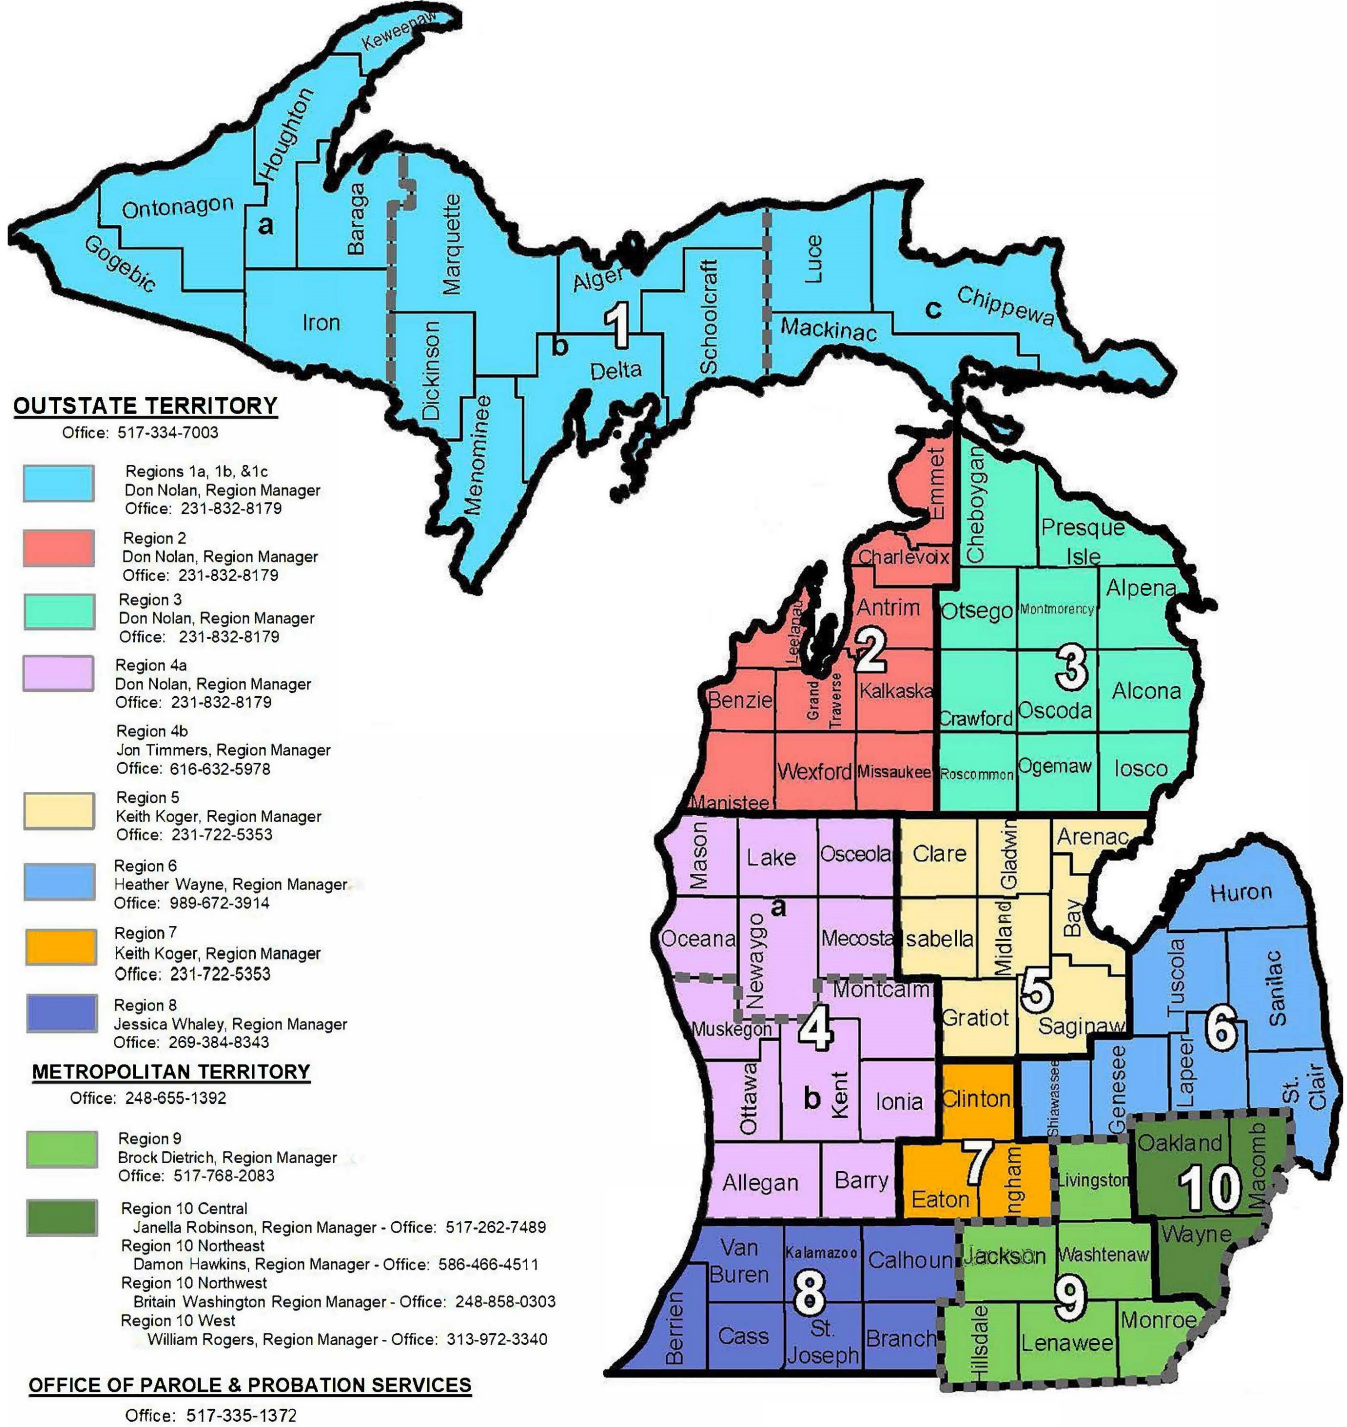 Keweenaw
Houghton
Ontonagon
a
Baraga
Gogebic
Iron
Marquette
Alger
Schoolcraft
Luce
c
Chippewa
1
b
Mackinac
Dickinson
Delta
Menominee
OUTSTATE TERRITORY
Office: 517-334-7003
Regions 1a, 1b, &1c
Don Nolan, Region Manager
Office: 231-832-8179
Region 2
Don Nolan, Region Manager
Office: 231-832-8179
Region 3
Don Nolan, Region Manager
Office: 231-832-8179
Region 4a
Don Nolan, Region Manager
Office: 231-832-8179
Region 4b
Jon Timmers, Region Manager
Office: 616-632-5978
Region 5
Keith Koger, Region Manager
Office: 231-722-5353
Region 6
Heather Wayne, Region Manager
Office: 989-672-3914
Region 7
Keith Koger, Region Manager
Office: 231-722-5353
Region 8
Jessica Whaley, Region Manager
Office: 269-384-8343
METROPOLITAN TERRITORY
Office: 248-655-1392
Region 9
Brock Dietrich, Region Manager
Office: 517-768-2083
Region 10 Central
Janella Robinson, Region Manager - Office: 517-262-7489
Region 10 Northeast
Damon Hawkins, Region Manager - Office: 586-466-4511
Region 10 Northwest
Britain Washington Region Manager - Office: 248-858-0303
Region 10 West
William Rogers, Region Manager - Office: 313-972-3340
OFFICE OF PAROLE & PROBATION SERVICES
Office: 517-335-1372
Emmet
Cheboygan
Presque
Isle
Charlevoix
Antrim
Otsego
Montmorency
Alpena
Leelanau
2
3
Benzie
Grand
Traverse
Kalkaska
Crawford
Oscoda
Alcona
Manistee
Wexford
Missaukee
Roscommon
Ogemaw
Iosco
Mason
Lake
Osceola
Clare
Gladwin
Arenac
a
Oceana
Newaygo
Mecosta
Isabella
Midland
Bay
Huron
Tuscola
Sanilac
Montcalm
Muskegon
4
Gratiot
5
Saginaw
6
Ottawa
b
Kent
Ionia
Clinton
Shiawassee
Genesee
Lapeer
St.
Clair
Allegan
Barry
Eaton
7
Ingham
Livingston
Oakland
10
Macomb
Van
Buren
Kalamazoo
Calhoun
Jackson
Washtenaw
Wayne
8
9
Berrien
Cass
St.
Joseph
Branch
Hillsdale
Lenawee
Monroe